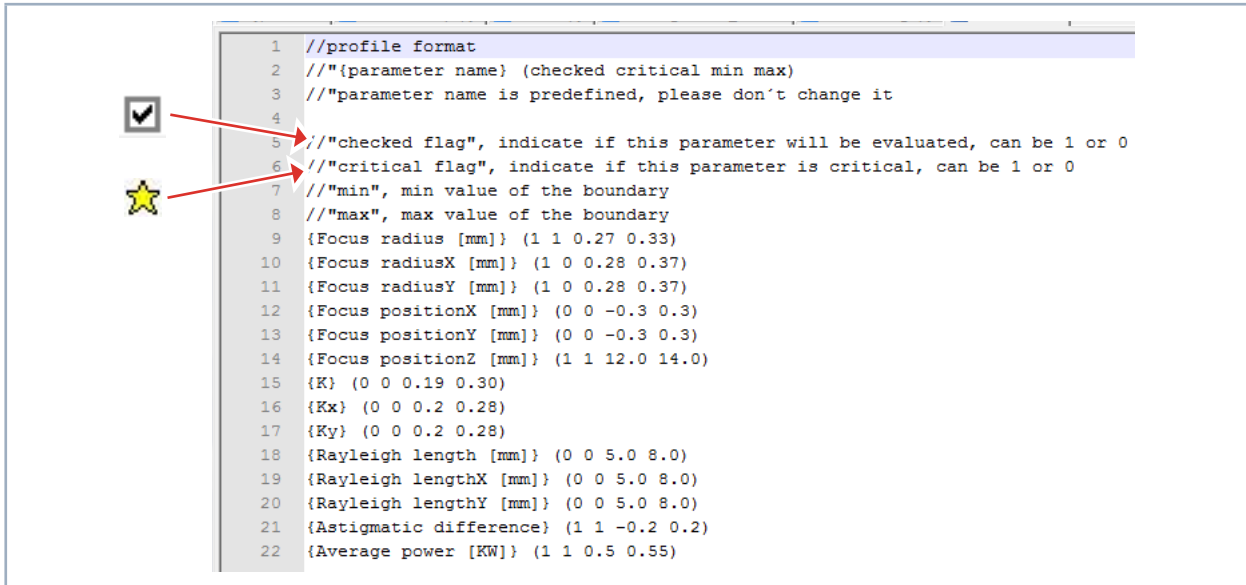 1 //profile format
2 //"{parameter name} (checked critical min max)
3 //"parameter name is predefined, please don´t change it
4
5 //"checked flag", indicate if this parameter will be evaluated, can be 1 or 0
6 //"critical flag", indicate if this parameter is critical, can be 1 or 0
7 //"min", min value of the boundary
8 //"max", max value of the boundary
9 {Focus radius [mm]} (1 1 0.27 0.33)
10 {Focus radiusX [mm]} (1 0 0.28 0.37)
11 {Focus radiusY [mm]} (1 0 0.28 0.37)
12 {Focus positionX [mm]} (0 0 -0.3 0.3)
13 {Focus positionY [mm]} (0 0 -0.3 0.3)
14 {Focus positionZ [mm]} (1 1 12.0 14.0)
15 {K} (0 0 0.19 0.30)
16 {Kx} (0 0 0.2 0.28)
17 {Ky} (0 0 0.2 0.28)
18 {Rayleigh length [mm]} (0 0 5.0 8.0)
19 {Rayleigh lengthX [mm]} (0 0 5.0 8.0)
20 {Rayleigh lengthY [mm]} (0 0 5.0 8.0)
21 {Astigmatic difference} (1 1 -0.2 0.2)
22 {Average power [KW]} (1 1 0.5 0.55)